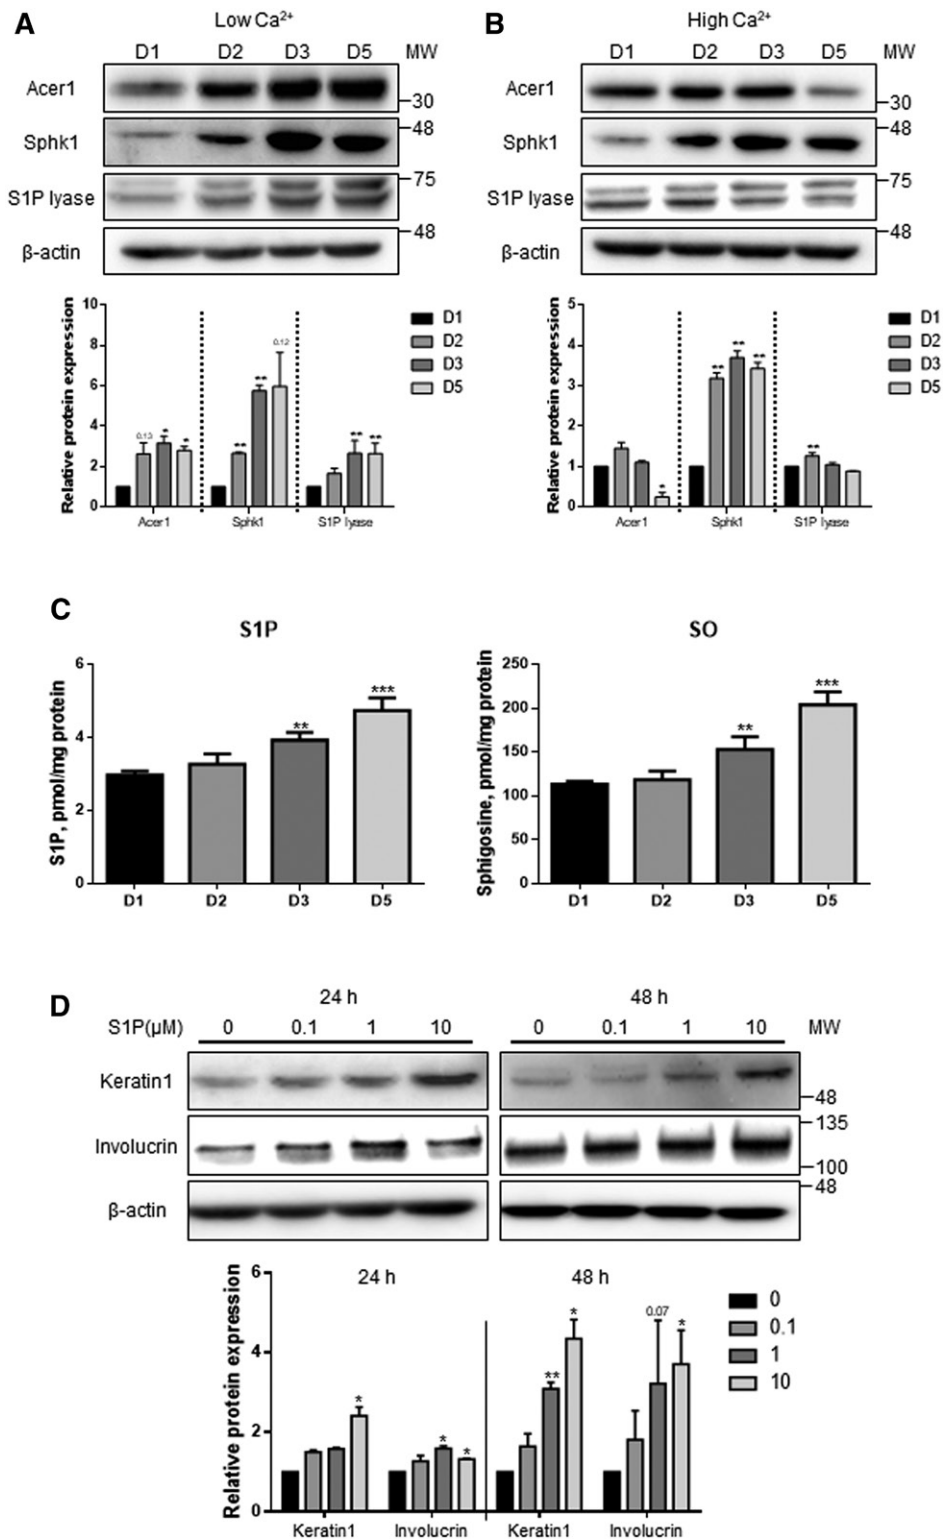 A
Low Ca²⁺
D1 D2 D3 D5 MW
Acer1
30
48
Sphk1
75
S1P lyase
48
β-actin
B
High Ca²⁺
D1 D2 D3 D5 MW
Acer1
30
48
Sphk1
75
S1P lyase
48
β-actin
Relative protein expression
10
8
6
4
2
0
0.13 * *
** ** 0.12
** **
Acer1 Sphk1 S1P lyase
D1
D2
D3
D5
Relative protein expression
5
4
3
2
1
0
*
** ** **
**
Acer1 Sphk1 S1P lyase
D1
D2
D3
D5
C
S1P
S1P, pmol/mg protein
6
4
2
0
** ***
D1 D2 D3 D5
SO
Sphigosine, pmol/mg protein
250
200
150
100
50
0
** ***
D1 D2 D3 D5
D
24 h 48 h
S1P(μM) 0 0.1 1 10 0 0.1 1 10 MW
Keratin1
48
135
Involucrin
100
48
β-actin
Relative protein expression
6
4
2
0
24 h 48 h
*
* *
** *
0.07 *
Keratin1 Involucrin Keratin1 Involucrin
0
0.1
1
10